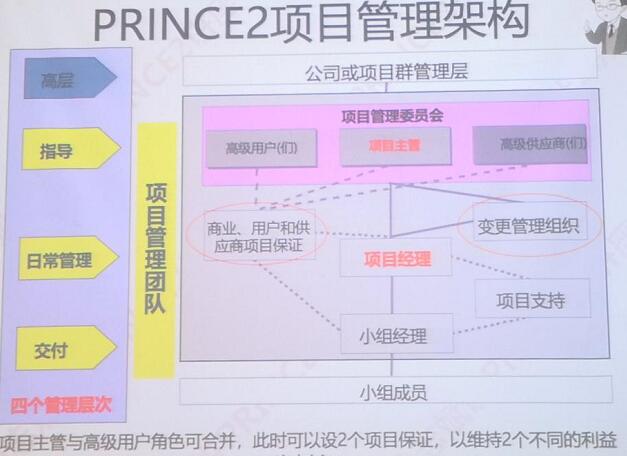 PRINCE2项目管理架构
高层
公司或项目群管理层
项目管理委员会
指导
高级用户(们)
项目主管
高级供应商(们)
项目管理团队
商业、用户和供
应商项目保证
变更管理组织
日常管理
项目经理
项目支持
交付
小组经理
四个管理层次
小组成员
项目主管与高级用户角色可合并，此时可以设2个项目保证，以维持2个不同的利益